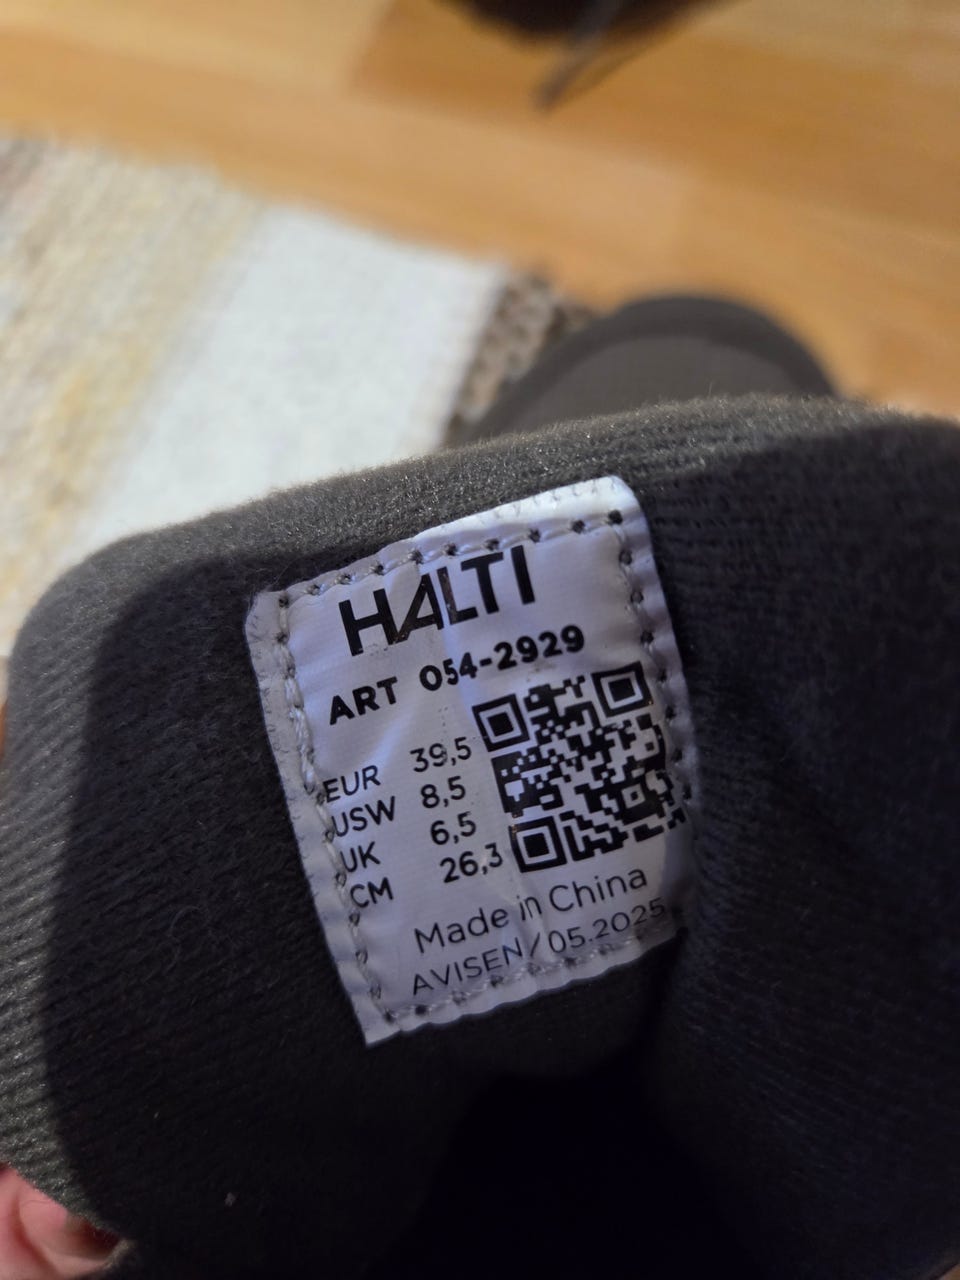 HALTI
ART 054-2929
EUR 39,5
USW 8,5
UK 6,5
CM 26,3
Made in China
AVISEN/05.2025